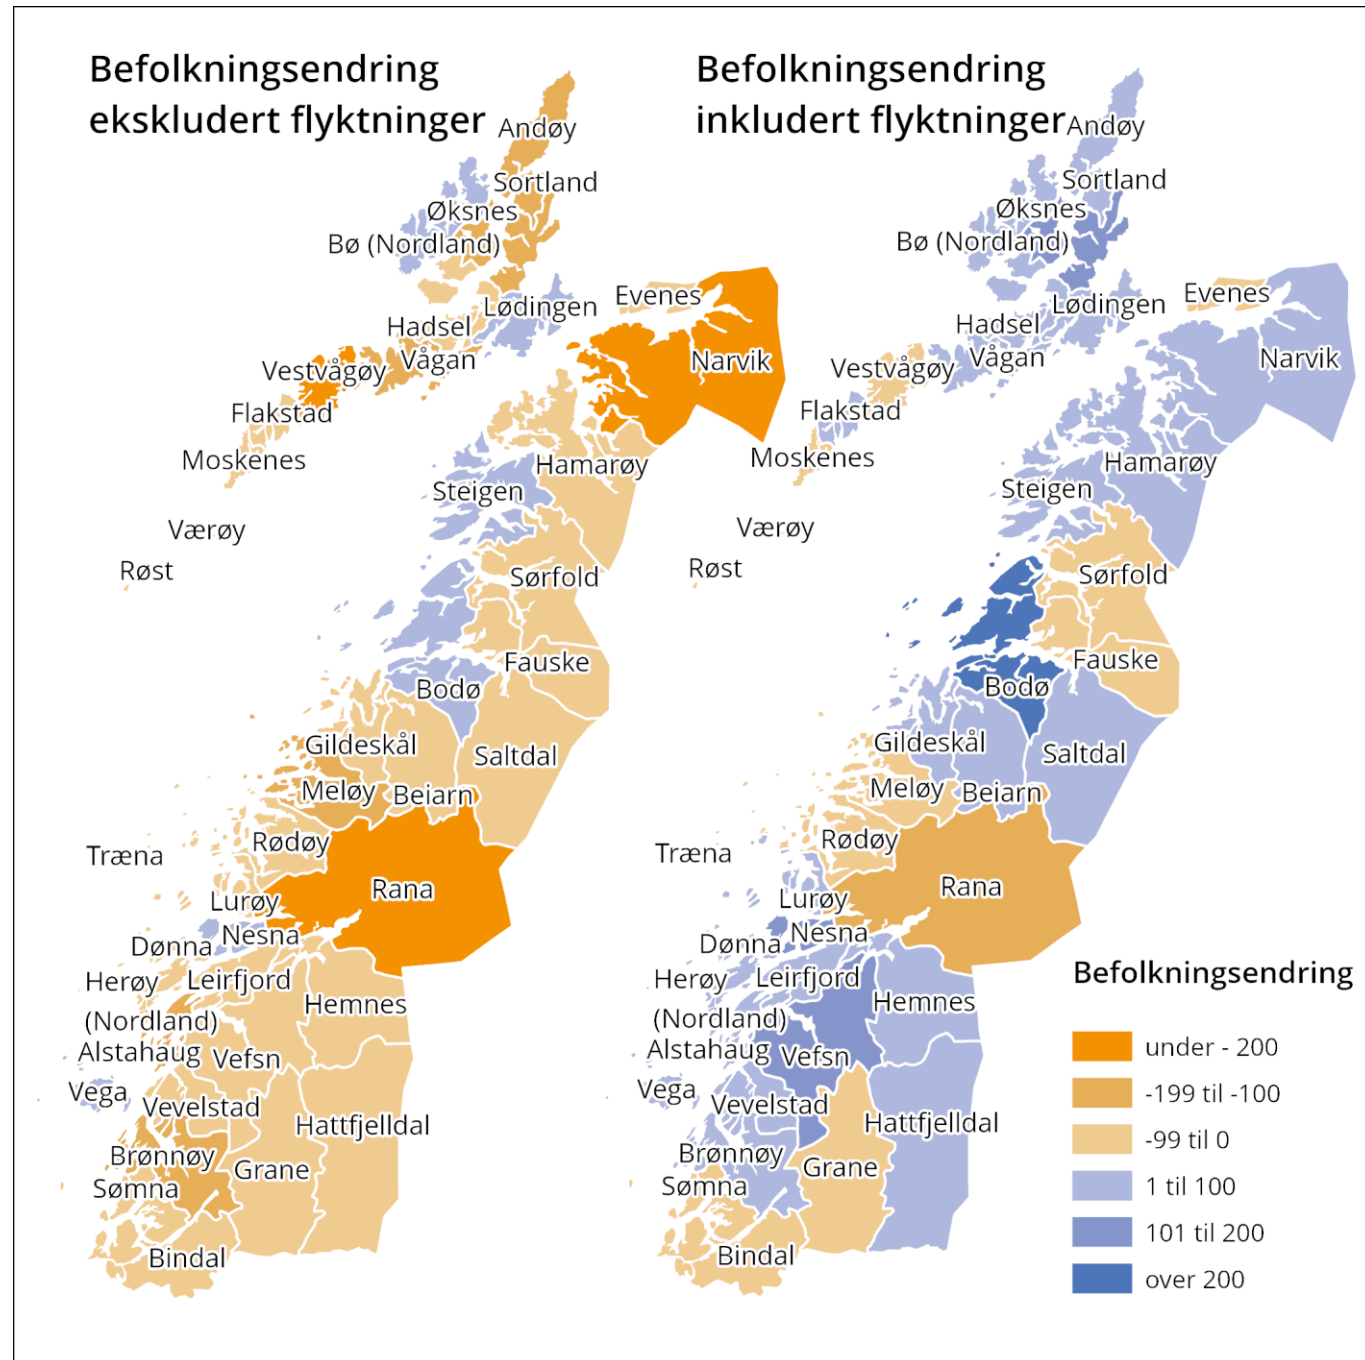 Befolkningsendring
ekskludert flyktninger
Andøy
Sortland
Øksnes
Bø (Nordland)
Lødingen
Evenes
Hadsel
Vågan
Narvik
Vestvågøy
Flakstad
Moskenes
Hamarøy
Steigen
Værøy
Røst
Sørfold
Fauske
Bodø
Gildeskål
Saltdal
Meløy
Beiarn
Rødøy
Træna
Rana
Lurøy
Nesna
Dønna
Herøy
(Nordland)
Leirfjord
Hemnes
Alstahaug
Vefsn
Vega
Vevelstad
Hattfjelldal
Brønnøy
Grane
Sømna
Bindal
Befolkningsendring
inkludert flyktninger
Andøy
Sortland
Øksnes
Bø (Nordland)
Lødingen
Evenes
Hadsel
Vågan
Narvik
Vestvågøy
Flakstad
Moskenes
Hamarøy
Steigen
Værøy
Røst
Sørfold
Fauske
Bodø
Gildeskål
Saltdal
Meløy
Beiarn
Rødøy
Træna
Rana
Lurøy
Nesna
Dønna
Herøy
(Nordland)
Leirfjord
Hemnes
Alstahaug
Vefsn
Vega
Vevelstad
Hattfjelldal
Brønnøy
Grane
Sømna
Bindal
Befolkningsendring
under - 200
-199 til -100
-99 til 0
1 til 100
101 til 200
over 200